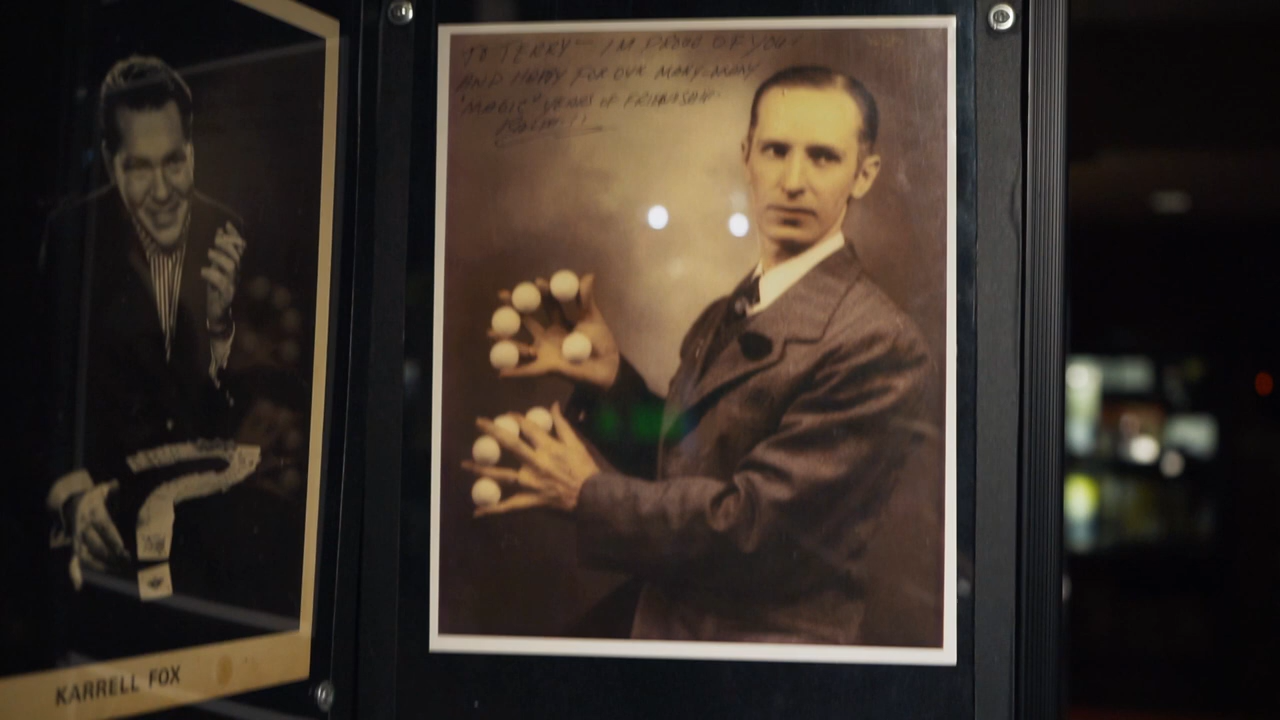 KARRELL FOX
TO TERRY — I'M PROUD OF YOU—
AND HAPPY FOR OUR MANY-MANY
"MAGIC" YEARS OF FRIENDSHIP.